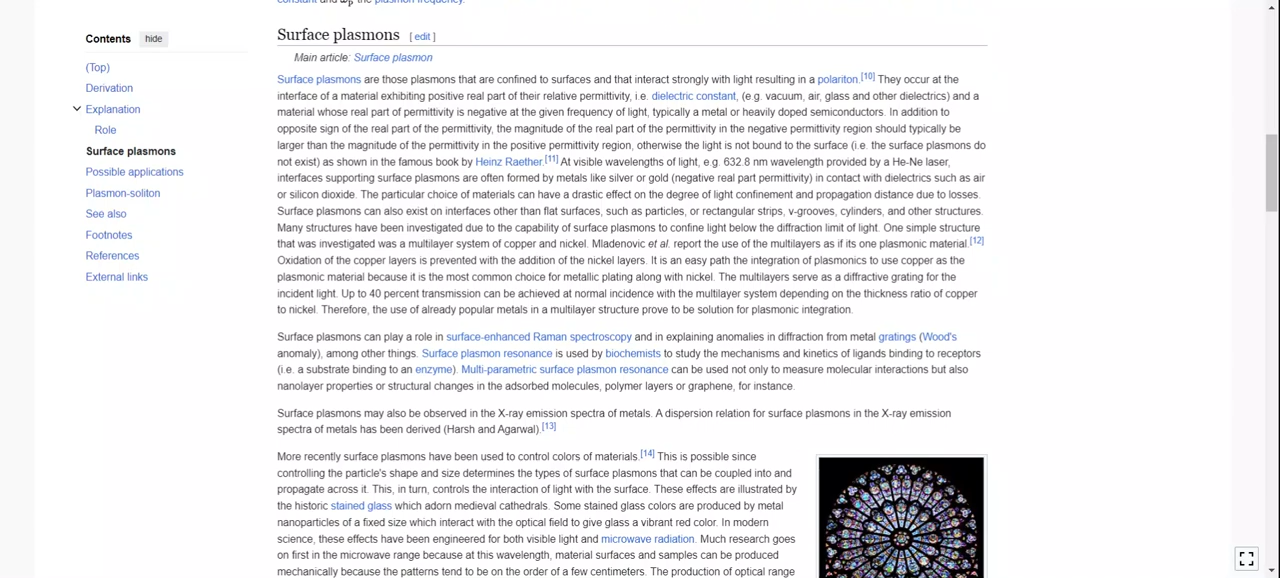 constant and ωp the plasmon frequency.
Contents hide
(Top)
Derivation
Explanation
Role
Surface plasmons
Possible applications
Plasmon-soliton
See also
Footnotes
References
External links
Surface plasmons [ edit ]
Main article: Surface plasmon
Surface plasmons are those plasmons that are confined to surfaces and that interact strongly with light resulting in a polariton.[10] They occur at the
interface of a material exhibiting positive real part of their relative permittivity, i.e. dielectric constant, (e.g. vacuum, air, glass and other dielectrics) and a
material whose real part of permittivity is negative at the given frequency of light, typically a metal or heavily doped semiconductors. In addition to
opposite sign of the real part of the permittivity, the magnitude of the real part of the permittivity in the negative permittivity region should typically be
larger than the magnitude of the permittivity in the positive permittivity region, otherwise the light is not bound to the surface (i.e. the surface plasmons do
not exist) as shown in the famous book by Heinz Raether.[11] At visible wavelengths of light, e.g. 632.8 nm wavelength provided by a He-Ne laser,
interfaces supporting surface plasmons are often formed by metals like silver or gold (negative real part permittivity) in contact with dielectrics such as air
or silicon dioxide. The particular choice of materials can have a drastic effect on the degree of light confinement and propagation distance due to losses.
Surface plasmons can also exist on interfaces other than flat surfaces, such as particles, or rectangular strips, v-grooves, cylinders, and other structures.
Many structures have been investigated due to the capability of surface plasmons to confine light below the diffraction limit of light. One simple structure
that was investigated was a multilayer system of copper and nickel. Mladenovic et al. report the use of the multilayers as if its one plasmonic material.[12]
Oxidation of the copper layers is prevented with the addition of the nickel layers. It is an easy path the integration of plasmonics to use copper as the
plasmonic material because it is the most common choice for metallic plating along with nickel. The multilayers serve as a diffractive grating for the
incident light. Up to 40 percent transmission can be achieved at normal incidence with the multilayer system depending on the thickness ratio of copper
to nickel. Therefore, the use of already popular metals in a multilayer structure prove to be solution for plasmonic integration.
Surface plasmons can play a role in surface-enhanced Raman spectroscopy and in explaining anomalies in diffraction from metal gratings (Wood's
anomaly), among other things. Surface plasmon resonance is used by biochemists to study the mechanisms and kinetics of ligands binding to receptors
(i.e. a substrate binding to an enzyme). Multi-parametric surface plasmon resonance can be used not only to measure molecular interactions but also
nanolayer properties or structural changes in the adsorbed molecules, polymer layers or graphene, for instance.
Surface plasmons may also be observed in the X-ray emission spectra of metals. A dispersion relation for surface plasmons in the X-ray emission
spectra of metals has been derived (Harsh and Agarwal).[13]
More recently surface plasmons have been used to control colors of materials.[14] This is possible since
controlling the particle's shape and size determines the types of surface plasmons that can be coupled into and
propagate across it. This, in turn, controls the interaction of light with the surface. These effects are illustrated by
the historic stained glass which adorn medieval cathedrals. Some stained glass colors are produced by metal
nanoparticles of a fixed size which interact with the optical field to give glass a vibrant red color. In modern
science, these effects have been engineered for both visible light and microwave radiation. Much research goes
on first in the microwave range because at this wavelength, material surfaces and samples can be produced
mechanically because the patterns tend to be on the order of a few centimeters. The production of optical range